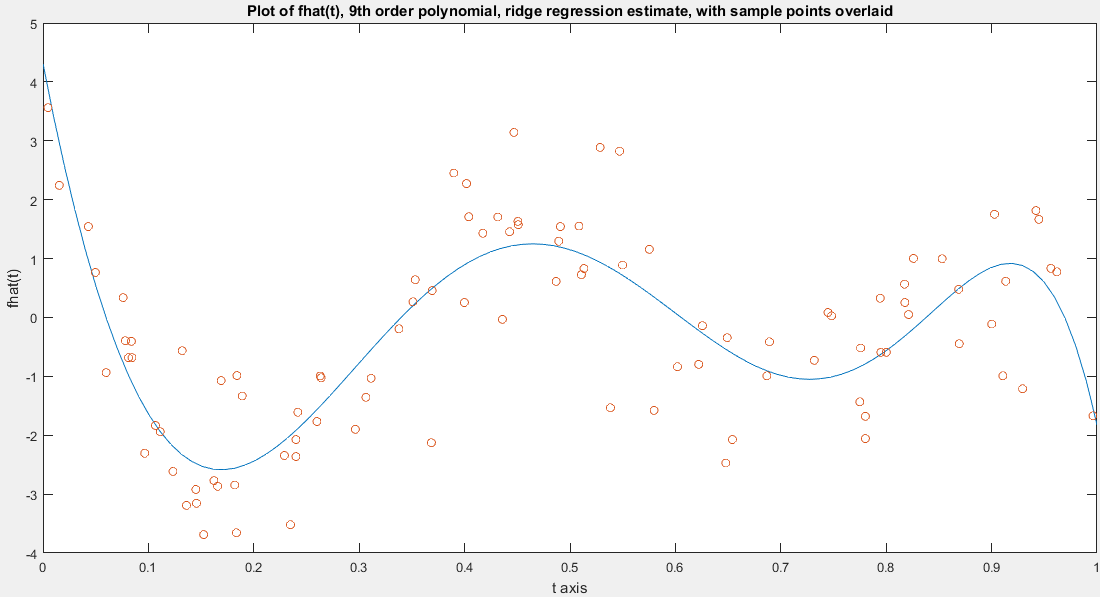 Plot of fhat(t), 9th order polynomial, ridge regression estimate, with sample points overlaid
5
4
3
2
1
0
-1
-2
-3
-4
fhat(t)
0 0.1 0.2 0.3 0.4 0.5 0.6 0.7 0.8 0.9 1
t axis